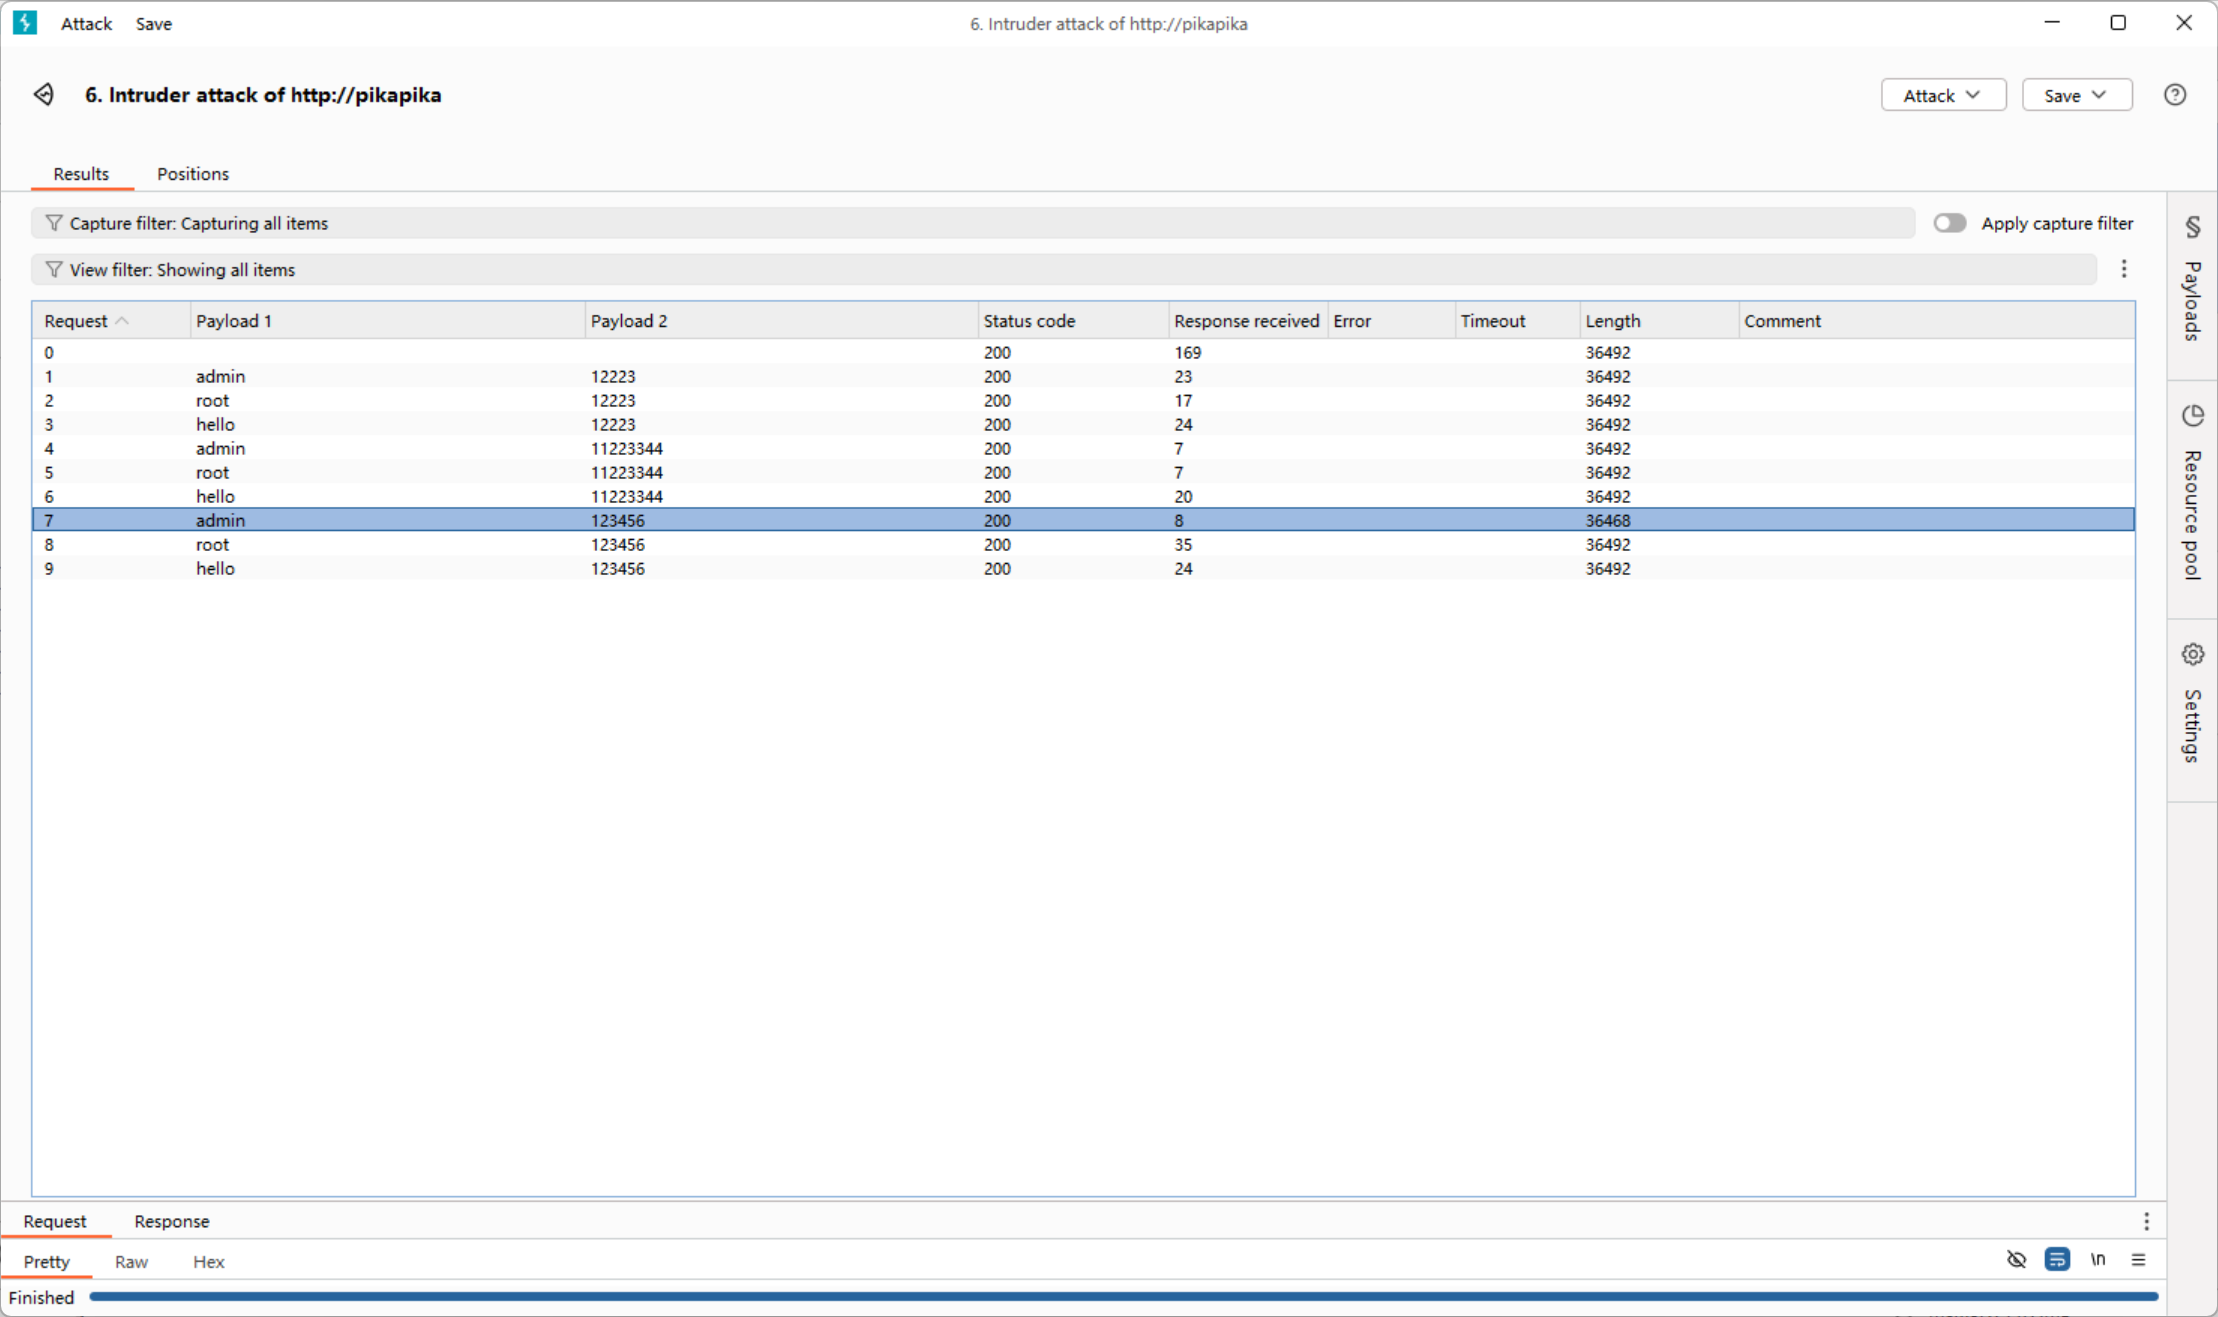 Attack Save 6. Intruder attack of http://pikapika
6. Intruder attack of http://pikapika Attack Save
Results Positions
Capture filter: Capturing all items Apply capture filter
View filter: Showing all items
Request Payload 1 Payload 2 Status code Response received Error Timeout Length Comment
0 200 169 36492
1 admin 12223 200 23 36492
2 root 12223 200 17 36492
3 hello 12223 200 24 36492
4 admin 11223344 200 7 36492
5 root 11223344 200 7 36492
6 hello 11223344 200 20 36492
7 admin 123456 200 8 36468
8 root 123456 200 35 36492
9 hello 123456 200 24 36492
Payloads
Resource pool
Settings
Request Response
Pretty Raw Hex \n
Finished